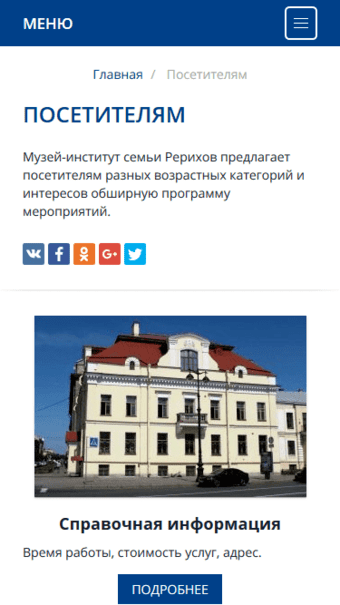 МЕНЮ
Главная / Посетителям
ПОСЕТИТЕЛЯМ
Музей-институт семьи Рерихов предлагает
посетителям разных возрастных категорий и
интересов обширную программу
мероприятий.
Справочная информация
Время работы, стоимость услуг, адрес.
ПОДРОБНЕЕ